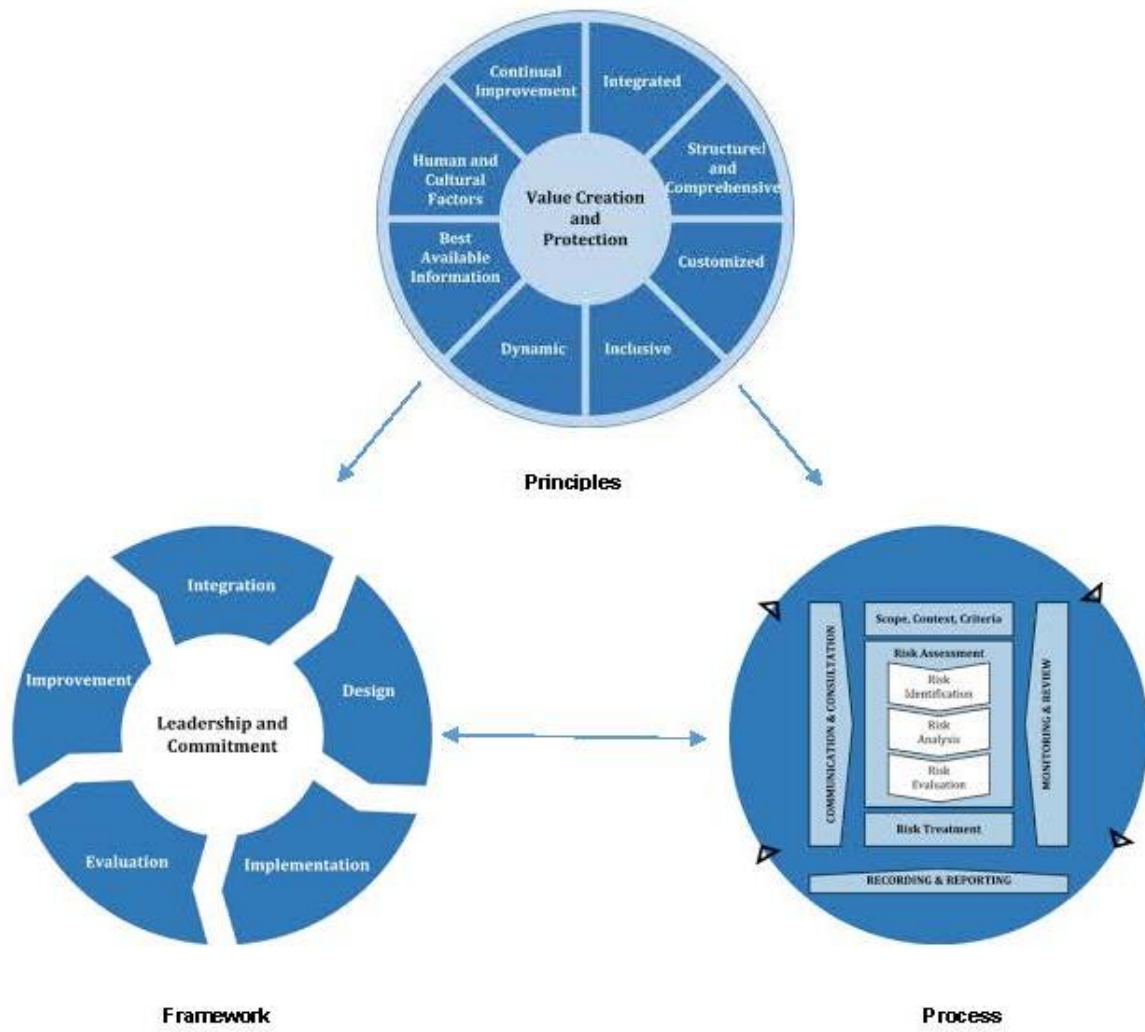 Continual
Improvement
Integrated
Human and
Cultural
Factors
Structured
and
Comprehensive
Value Creation
and
Protection
Best
Available
Information
Customized
Dynamic
Inclusive
Principles
Integration
Improvement
Design
Leadership and
Commitment
Evaluation
Implementation
Framework
COMMUNICATION & CONSULTATION
Scope, Context, Criteria
Risk Assessment
Risk
Identification
Risk
Analysis
Risk
Evaluation
Risk Treatment
MONITORING & REVIEW
RECORDING & REPORTING
Process